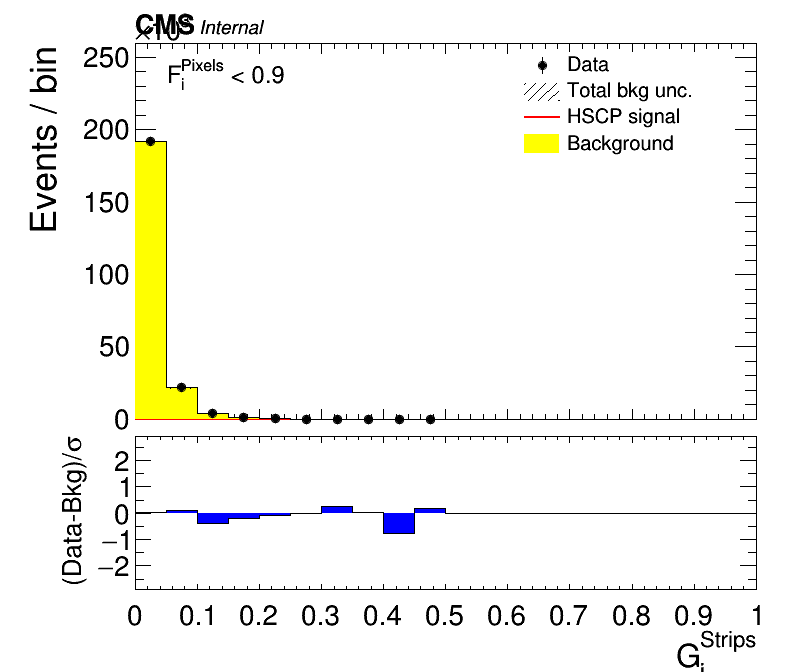 CMS Internal
×10³
Events / bin
250
200
150
100
50
0
F_i^Pixels < 0.9
Data
Total bkg unc.
HSCP signal
Background
(Data-Bkg)/σ
2
1
0
−1
−2
0 0.1 0.2 0.3 0.4 0.5 0.6 0.7 0.8 0.9 1
G_i^Strips